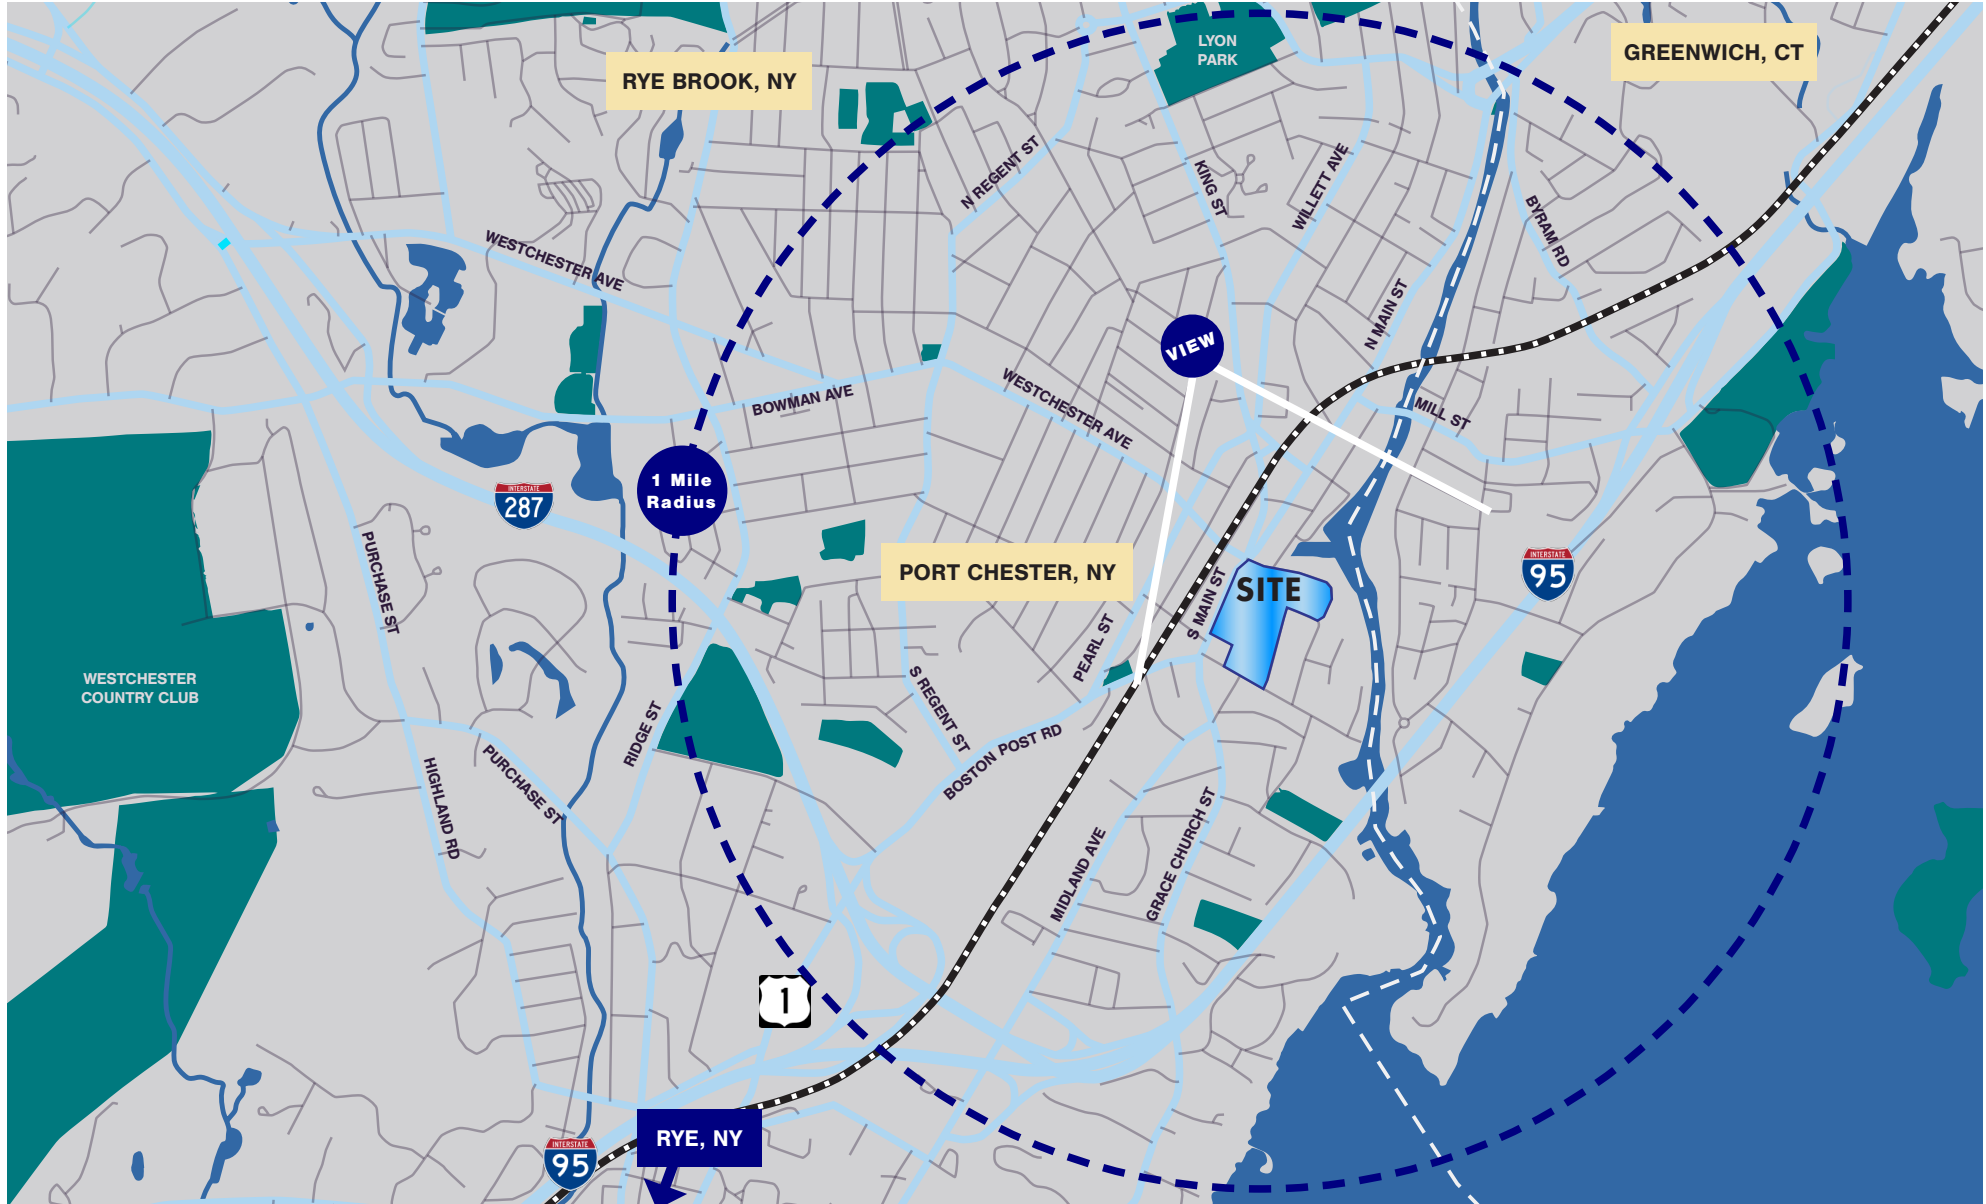 LYON
PARK
GREENWICH, CT
RYE BROOK, NY
N REGENT ST
KING ST
WILLETT AVE
BYRAM RD
WESTCHESTER AVE
N MAIN ST
VIEW
WESTCHESTER AVE
BOWMAN AVE
MILL ST
1 Mile
Radius
INTERSTATE
287
PURCHASE ST
PORT CHESTER, NY
S MAIN ST
SITE
INTERSTATE
95
PEARL ST
WESTCHESTER
COUNTRY CLUB
S REGENT ST
RIDGE ST
BOSTON POST RD
PURCHASE ST
HIGHLAND RD
MIDLAND AVE
GRACE CHURCH ST
1
RYE, NY
INTERSTATE
95